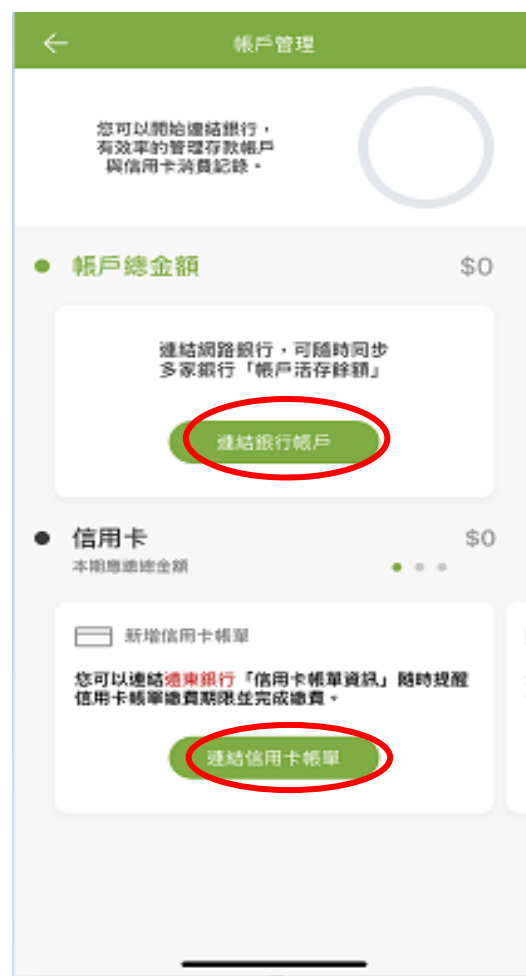 帳戶管理
您可以開始連結銀行，
有效率的管理存款帳戶
與信用卡消費記錄。
帳戶總金額
$0
連結網路銀行，可隨時同步
多家銀行「帳戶活存餘額」
連結銀行帳戶
信用卡
$0
本期應繳總金額
新增信用卡帳單
您可以連結遠東銀行「信用卡帳單資訊」隨時提醒
信用卡帳單繳費期限並完成繳費。
連結信用卡帳單